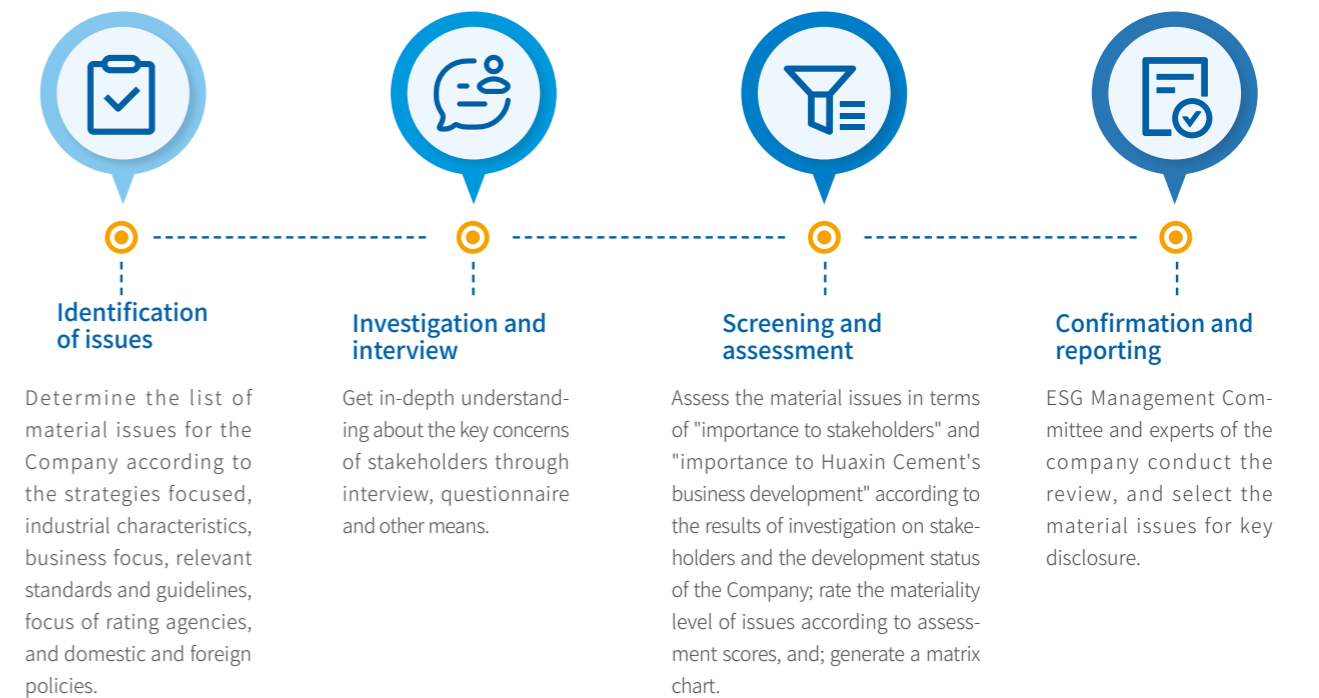 Identification
of issues
Determine the list of
material issues for the
Company according to
the strategies focused,
industrial characteristics,
business focus, relevant
standards and guidelines,
focus of rating agencies,
and domestic and foreign
policies.
Investigation and
interview
Get in-depth understand-
ing about the key concerns
of stakeholders through
interview, questionnaire
and other means.
Screening and
assessment
Assess the material issues in terms
of "importance to stakeholders" and
"importance to Huaxin Cement's
business development" according to
the results of investigation on stake-
holders and the development status
of the Company; rate the materiality
level of issues according to assess-
ment scores, and; generate a matrix
chart.
Confirmation and
reporting
ESG Management Com-
mittee and experts of the
company conduct the
review, and select the
material issues for key
disclosure.